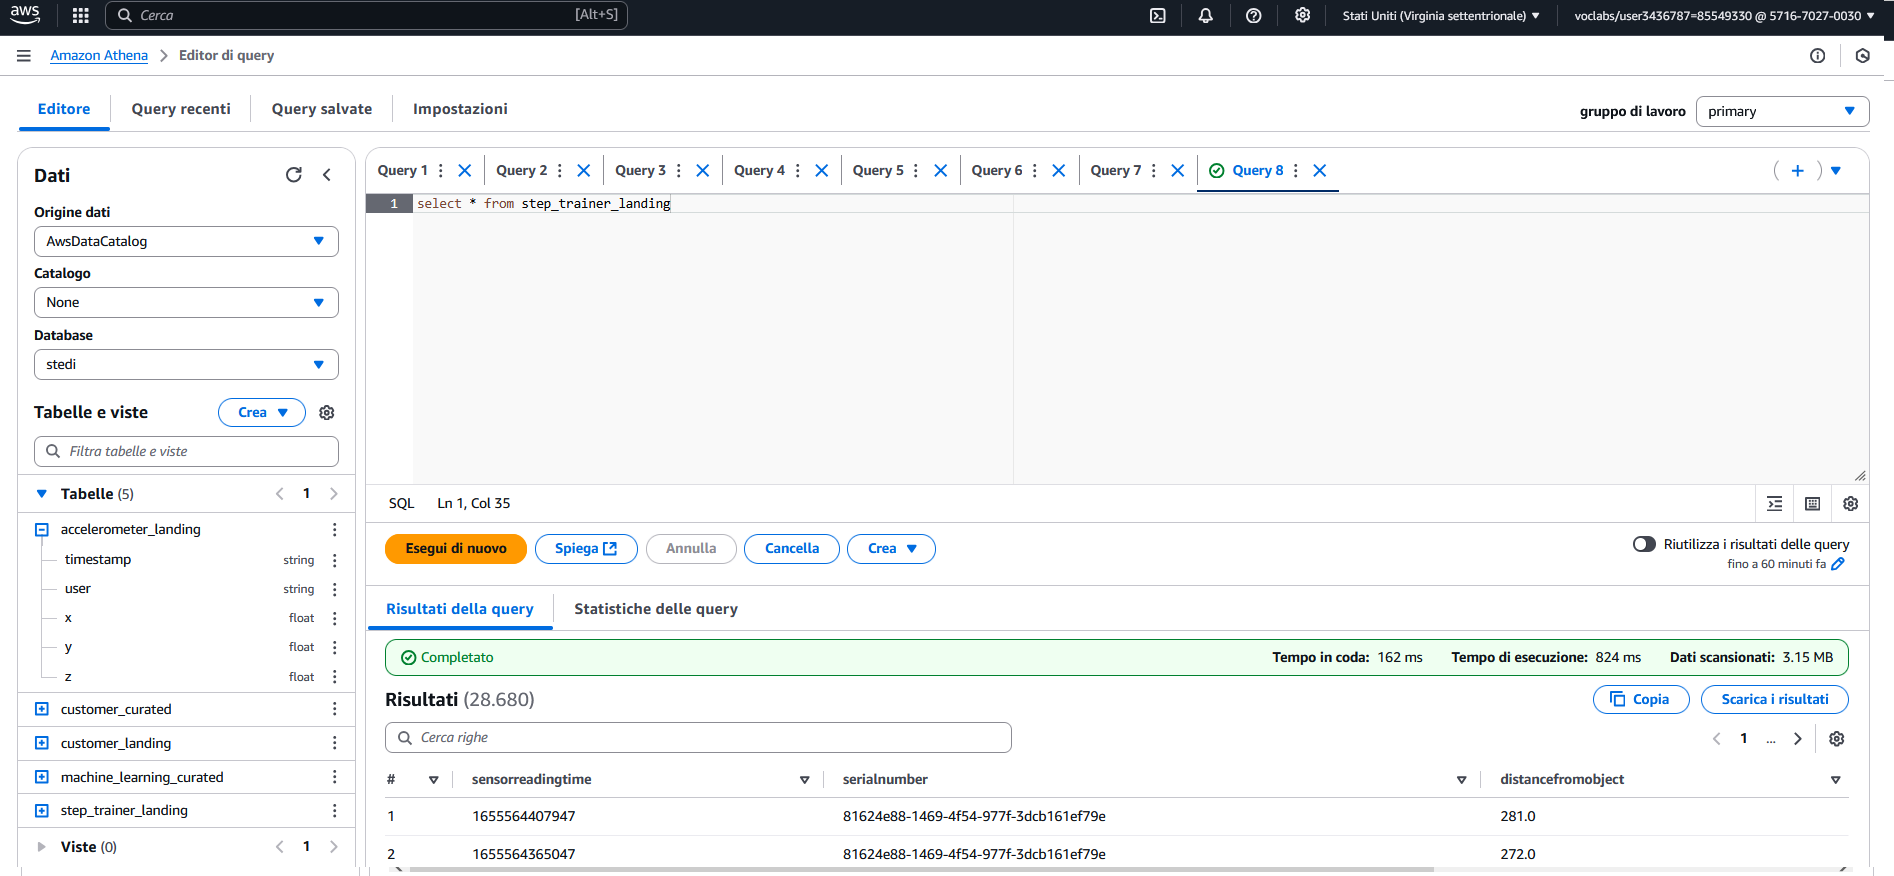 aws Cerca [Alt+S] Stati Uniti (Virginia settentrionale) voclabs/user3436787=85549330 @ 5716-7027-0030
Amazon Athena Editor di query
Editore Query recenti Query salvate Impostazioni gruppo di lavoro primary
Dati
Origine dati
AwsDataCatalog
Catalogo
None
Database
stedi
Tabelle e viste Crea
Filtra tabelle e viste
Tabelle (5) 1
accelerometer_landing
timestamp string
user string
x float
y float
z float
customer_curated
customer_landing
machine_learning_curated
step_trainer_landing
Viste (0) 1
Query 1 Query 2 Query 3 Query 4 Query 5 Query 6 Query 7 Query 8
1 select * from step_trainer_landing
SQL Ln 1, Col 35
Esegui di nuovo Spiega Annulla Cancella Crea Riutilizza i risultati delle query
fino a 60 minuti fa
Risultati della query Statistiche delle query
Completato Tempo in coda: 162 ms Tempo di esecuzione: 824 ms Dati scansionati: 3.15 MB
Risultati (28.680) Copia Scarica i risultati
Cerca righe 1 ...
# sensorreadingtime serialnumber distancefromobject
1 1655564407947 81624e88-1469-4f54-977f-3dcb161ef79e 281.0
2 1655564365047 81624e88-1469-4f54-977f-3dcb161ef79e 272.0